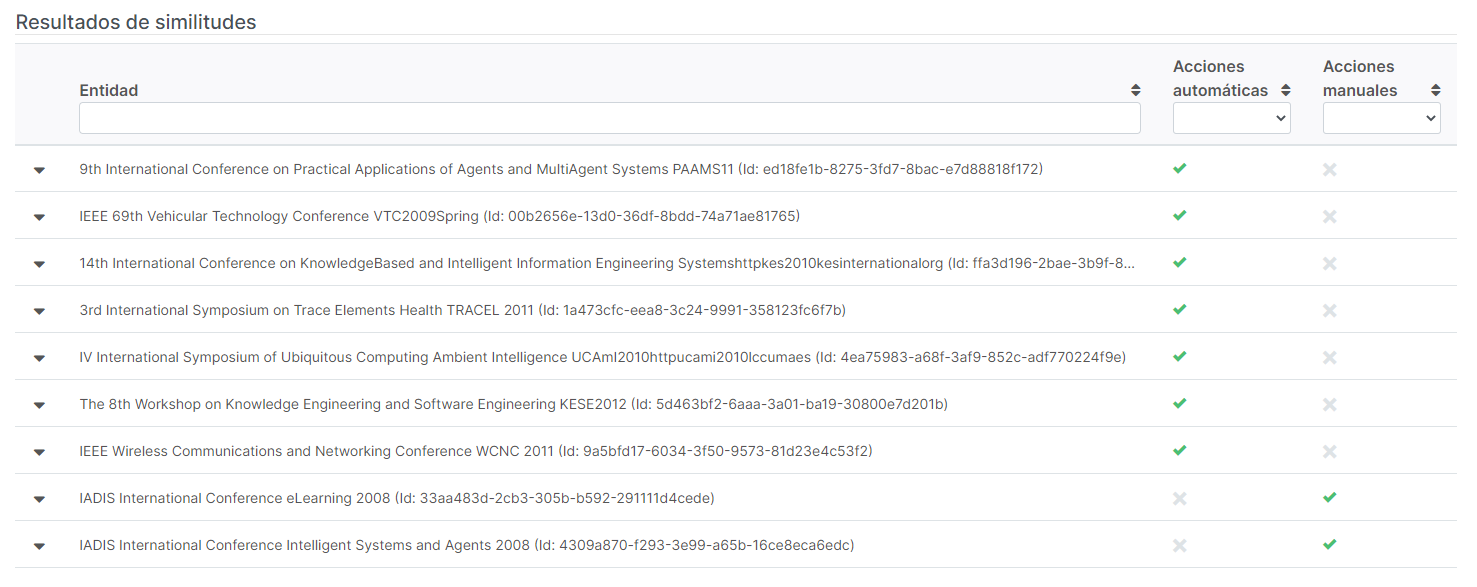 Resultados de similitudes
Entidad
Acciones automáticas
Acciones manuales
9th International Conference on Practical Applications of Agents and MultiAgent Systems PAAMS11 (Id: ed18fe1b-8275-3fd7-8bac-e7d88818f172)
IEEE 69th Vehicular Technology Conference VTC2009Spring (Id: 00b2656e-13d0-36df-8bdd-74a71ae81765)
14th International Conference on KnowledgeBased and Intelligent Information Engineering Systemshttpkes2010kesinternationalorg (Id: ffa3d196-2bae-3b9f-8...
3rd International Symposium on Trace Elements Health TRACEL 2011 (Id: 1a473cfc-eea8-3c24-9991-358123fc6f7b)
IV International Symposium of Ubiquitous Computing Ambient Intelligence UCAmI2010httpucami2010lccumaes (Id: 4ea75983-a68f-3af9-852c-adf770224f9e)
The 8th Workshop on Knowledge Engineering and Software Engineering KESE2012 (Id: 5d463bf2-6aaa-3a01-ba19-30800e7d201b)
IEEE Wireless Communications and Networking Conference WCNC 2011 (Id: 9a5bfd17-6034-3f50-9573-81d23e4c53f2)
IADIS International Conference eLearning 2008 (Id: 33aa483d-2cb3-305b-b592-291111d4cede)
IADIS International Conference Intelligent Systems and Agents 2008 (Id: 4309a870-f293-3e99-a65b-16ce8eca6edc)